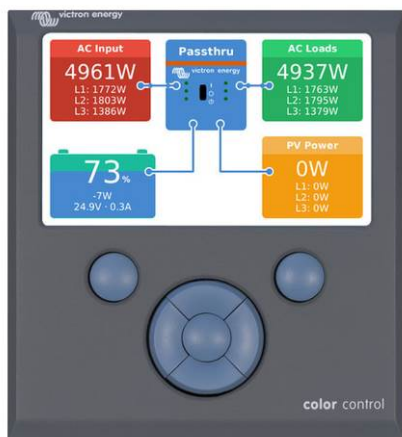 victron energy
AC Input
4961W
L1: 1772W
L2: 1803W
L3: 1386W
Passthru
victron energy
AC Loads
4937W
L1: 1763W
L2: 1795W
L3: 1379W
73%
-7W
24.9V · 0.3A
PV Power
0W
L1: 0W
L2: 0W
L3: 0W
color control